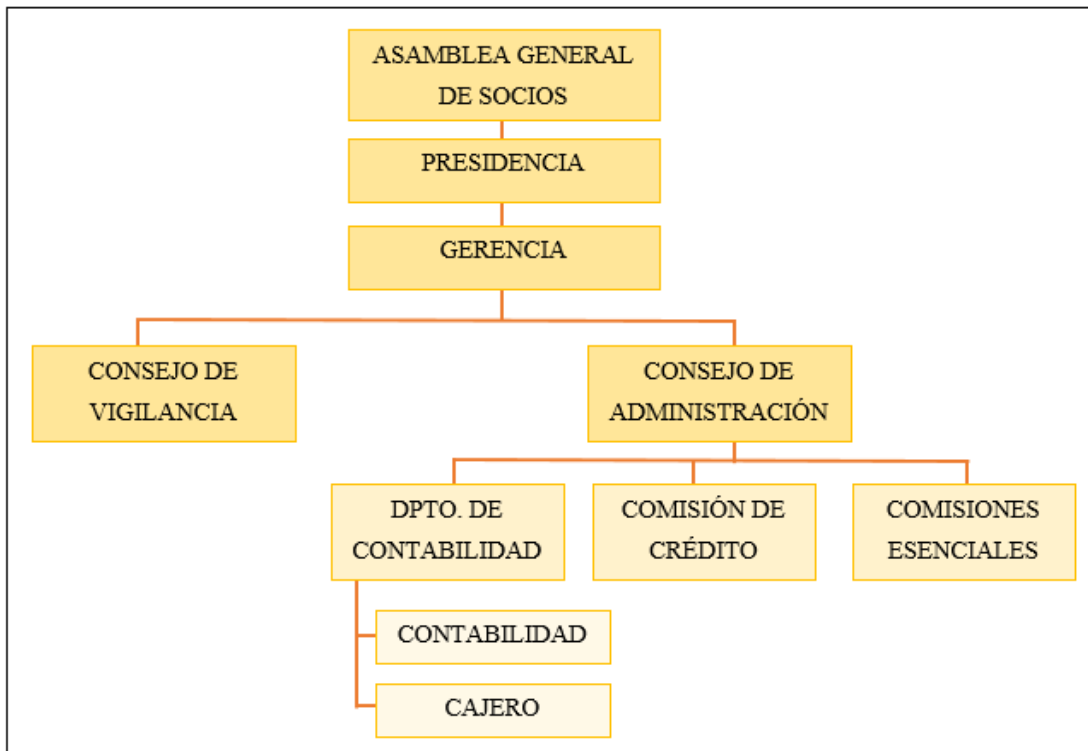 ASAMBLEA GENERAL
DE SOCIOS
PRESIDENCIA
GERENCIA
CONSEJO DE
VIGILANCIA
CONSEJO DE
ADMINISTRACIÓN
DPTO. DE
CONTABILIDAD
COMISIÓN DE
CRÉDITO
COMISIONES
ESENCIALES
CONTABILIDAD
CAJERO